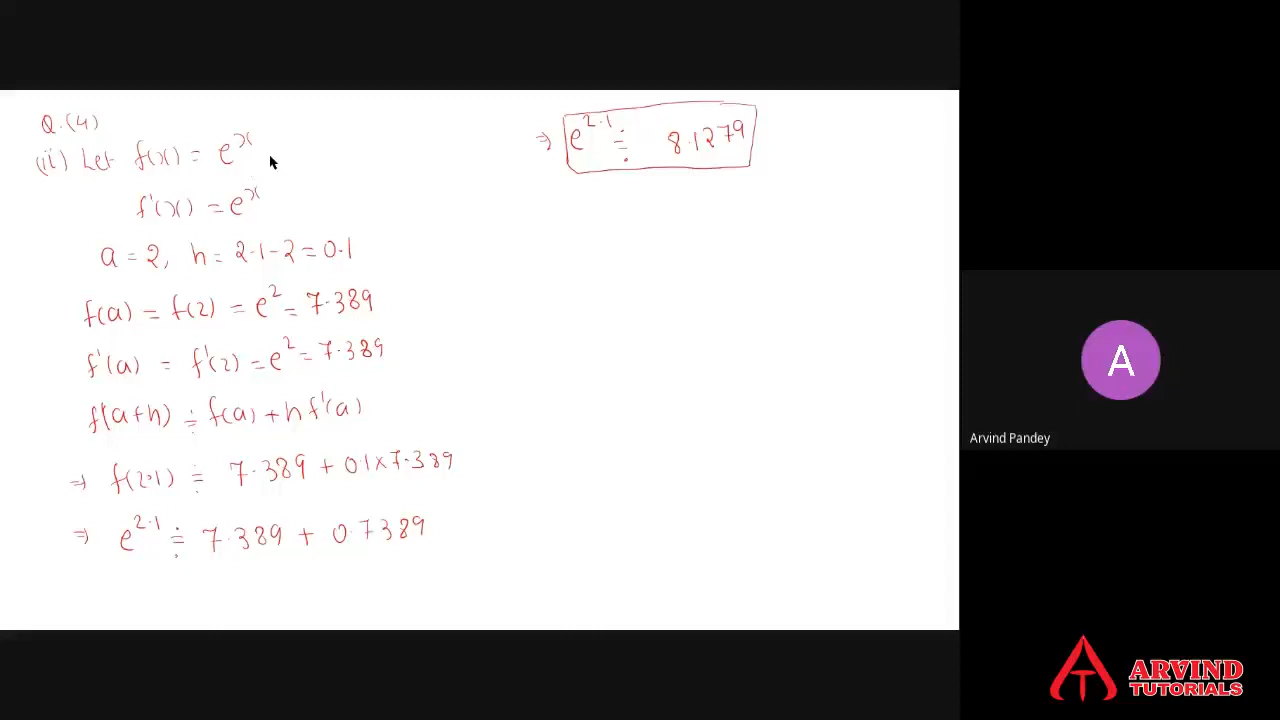 Q.(4)
(ii) Let f(x) = e^x
f'(x) = e^x
a = 2, h = 2.1-2 = 0.1
f(a) = f(2) = e^2 = 7.389
f'(a) = f'(2) = e^2 = 7.389
f(a+h) ≑ f(a) + h f'(a)
⇒ f(2.1) ≑ 7.389 + 0.1 × 7.389
⇒ e^2.1 ≑ 7.389 + 0.7389
⇒ e^2.1 ≑ 8.1279
A
Arvind Pandey
ARVIND
TUTORIALS